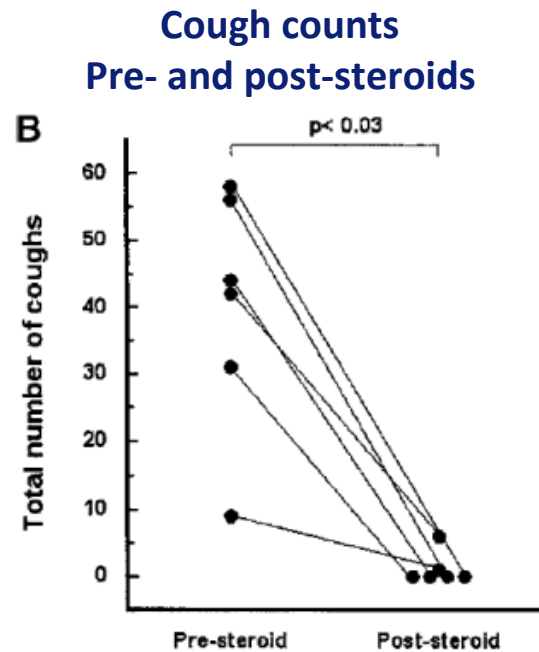 Cough counts
Pre- and post-steroids
B
p< 0.03
Total number of coughs
60
50
40
30
20
10
0
Pre-steroid
Post-steroid